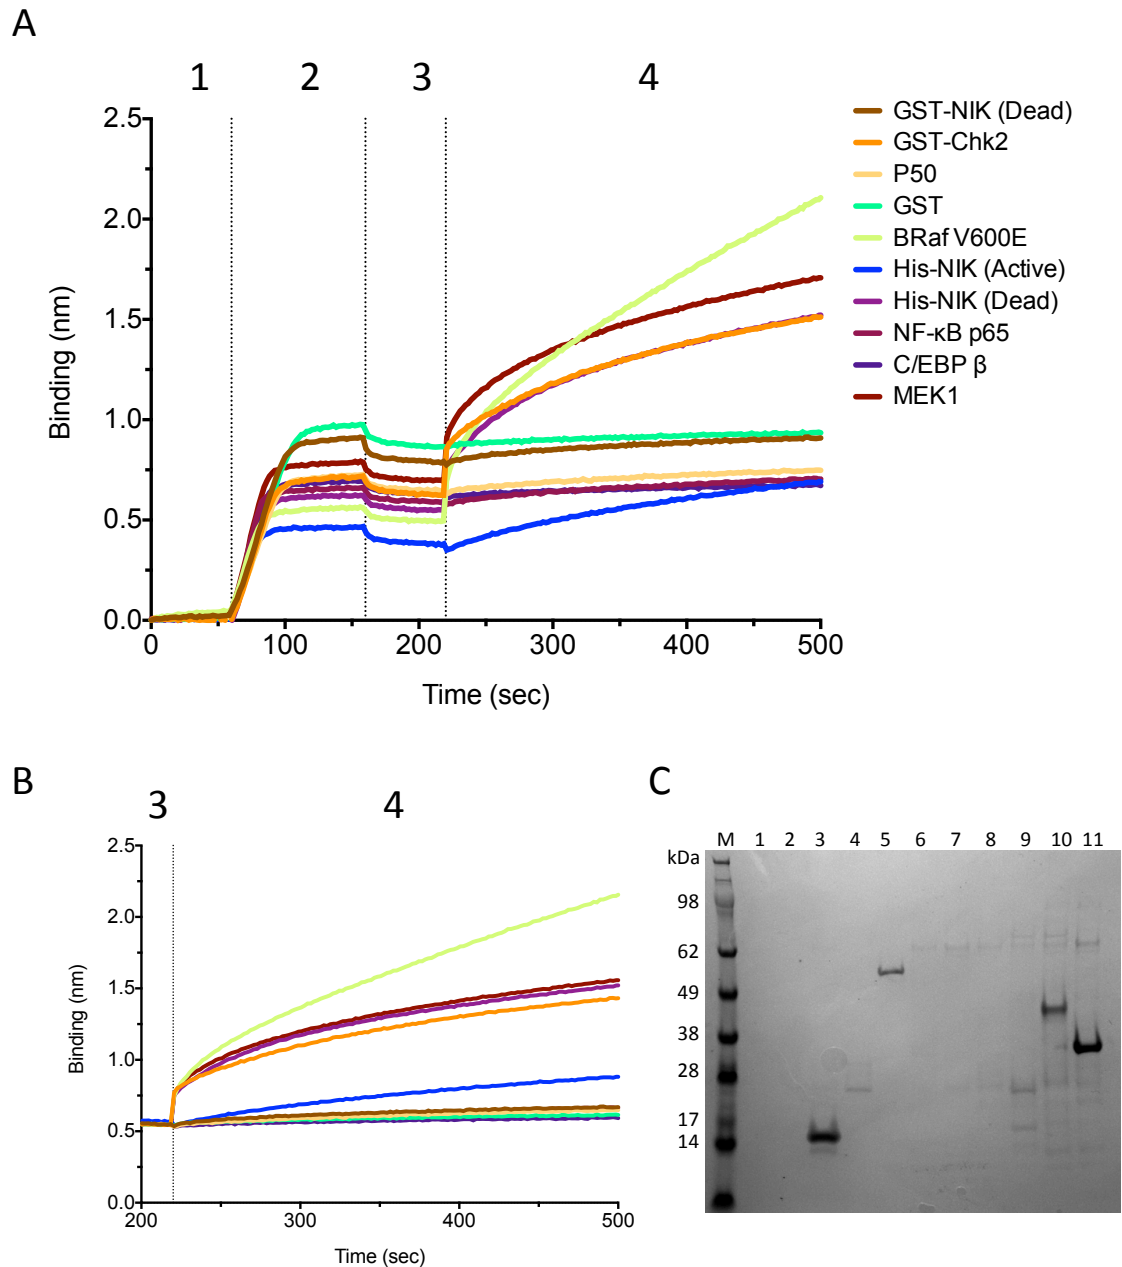 A
1 2 3 4
2.5
2.0
1.5
1.0
0.5
0.0
Binding (nm)
0 100 200 300 400 500
Time (sec)
GST-NIK (Dead)
GST-Chk2
P50
GST
BRaf V600E
His-NIK (Active)
His-NIK (Dead)
NF-κB p65
C/EBP β
MEK1
B
3 4
2.5
2.0
1.5
1.0
0.5
0.0
Binding (nm)
200 300 400 500
Time (sec)
C
M 1 2 3 4 5 6 7 8 9 10 11
kDa
98
62
49
38
28
17
14